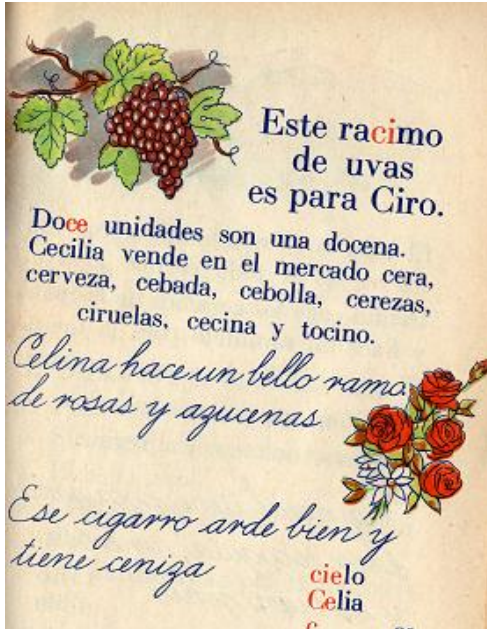 Este racimo
de uvas
es para Ciro.
Doce unidades son una docena.
Cecilia vende en el mercado cera,
cerveza, cebada, cebolla, cerezas,
ciruelas, cecina y tocino.
Celina hace un bello ramo
de rosas y azucenas
Ese cigarro arde bien y
tiene ceniza
cielo
Celia